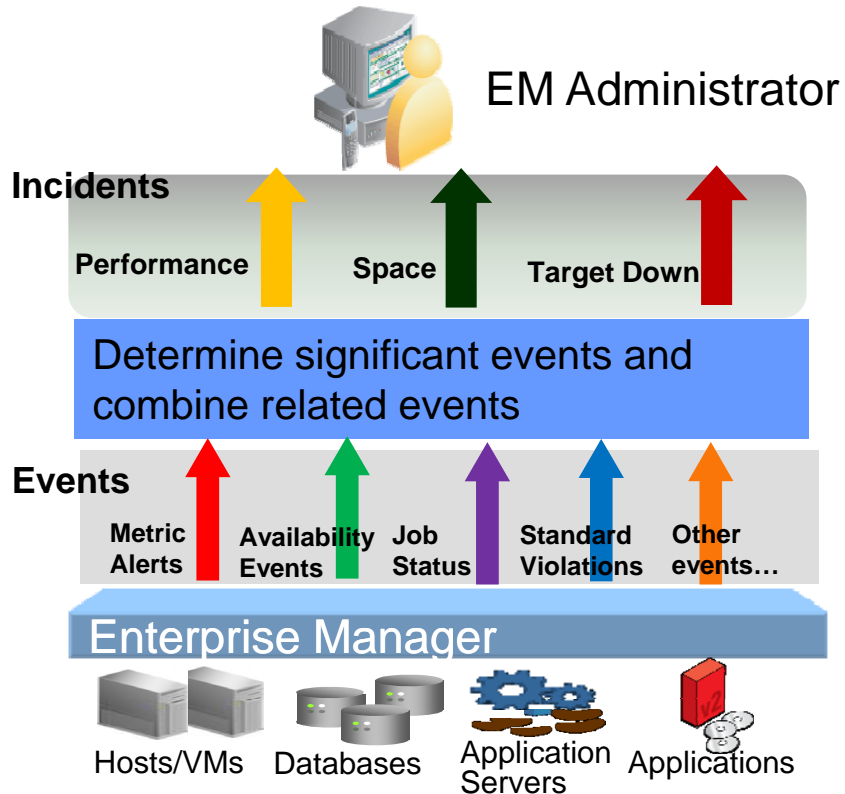 EM Administrator
Incidents
Performance
Space
Target Down
Determine significant events and
combine related events
Events
Metric
Alerts
Availability
Events
Job
Status
Standard
Violations
Other
events…
Enterprise Manager
v2
Hosts/VMs
Databases
Application
Servers
Applications